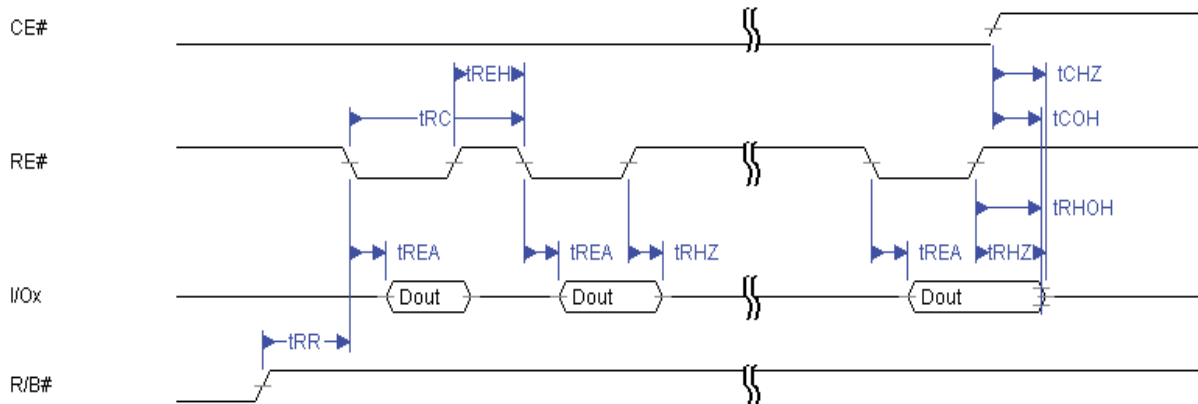 CE#
tREH
tCHZ
tRC
tCOH
RE#
tRHOH
tREA
tREA
tRHZ
tREA
tRHZ
I/Ox
Dout
Dout
Dout
tRR
R/B#